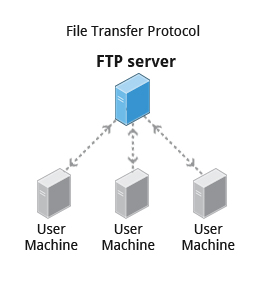 File Transfer Protocol
FTP server
User
Machine
User
Machine
User
Machine